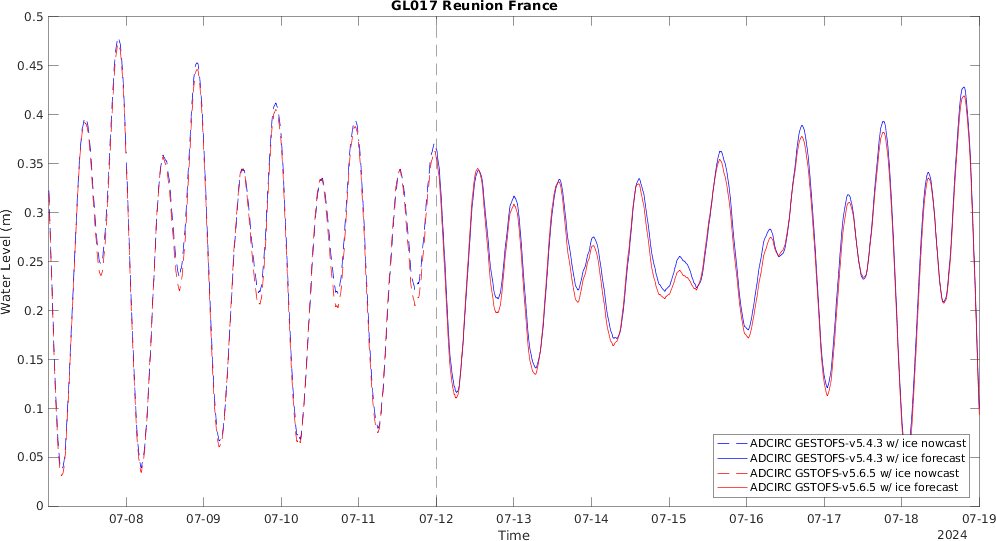 GL017 Reunion France
0.5
0.45
0.4
0.35
0.3
0.25
0.2
0.15
0.1
0.05
0
Water Level (m)
07-08 07-09 07-10 07-11 07-12 07-13 07-14 07-15 07-16 07-17 07-18 07-19
Time
2024
ADCIRC GESTOFS-v5.4.3 w/ ice nowcast
ADCIRC GESTOFS-v5.4.3 w/ ice forecast
ADCIRC GSTOFS-v5.6.5 w/ ice nowcast
ADCIRC GSTOFS-v5.6.5 w/ ice forecast